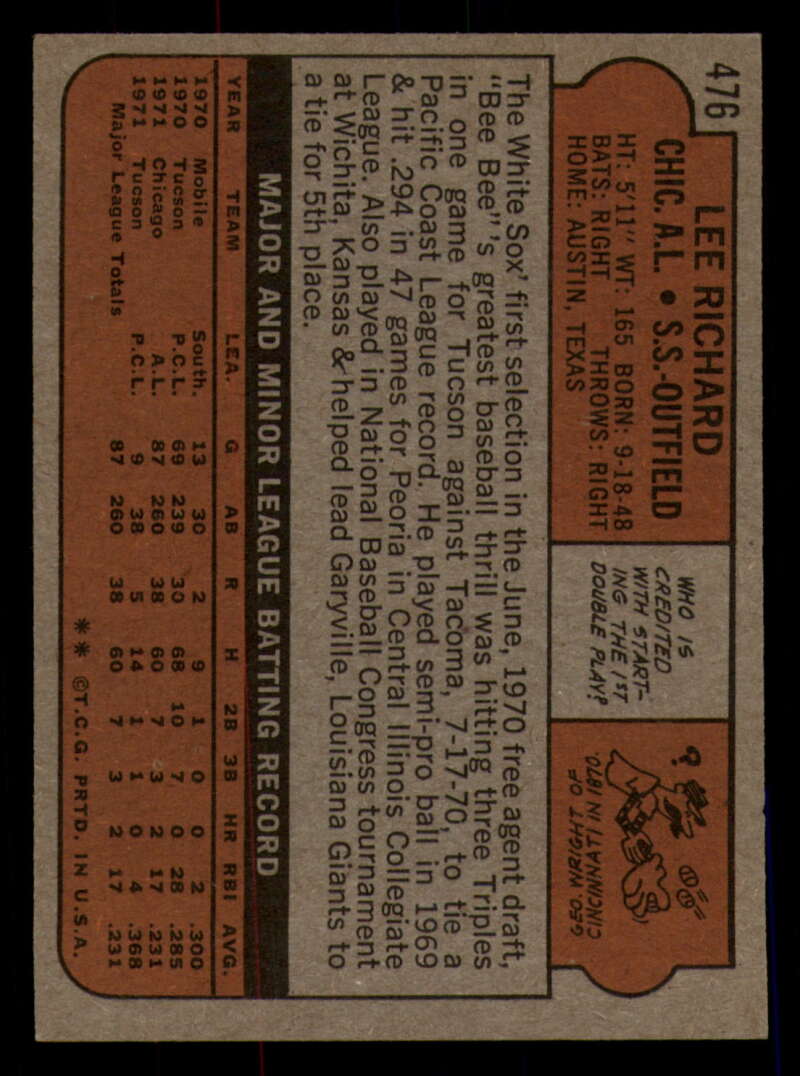 476
LEE RICHARD
CHIC. A.L. • S.S.-OUTFIELD
HT: 5'11" WT: 165 BORN: 9-18-48
BATS: RIGHT THROWS: RIGHT
HOME: AUSTIN, TEXAS
WHO IS
CREDITED
WITH START-
ING THE 1ST
DOUBLE PLAY?
GEO. WRIGHT OF
CINCINNATI IN 1870.
The White Sox' first selection in the June, 1970 free agent draft,
"Bee Bee"'s greatest baseball thrill was hitting three Triples
in one game for Tucson against Tacoma, 7-17-70, to tie a
Pacific Coast League record. He played semi-pro ball in 1969
& hit .294 in 47 games for Peoria in Central Illinois Collegiate
League. Also played in National Baseball Congress tournament
at Wichita, Kansas & helped lead Garyville, Louisiana Giants to
a tie for 5th place.
MAJOR AND MINOR LEAGUE BATTING RECORD
YEAR TEAM LEA. G AB R H 2B 3B HR RBI AVG.
1970 Mobile South. 13 30 2 9 1 0 0 2 .300
1970 Tucson P.C.L. 69 239 30 68 10 7 0 28 .285
1971 Chicago A.L. 87 260 38 60 7 3 2 17 .231
1971 Tucson P.C.L. 9 38 5 14 1 1 0 4 .368
Major League Totals 87 260 38 60 7 3 2 17 .231
** ©T.C.G. PRTD. IN U.S.A.